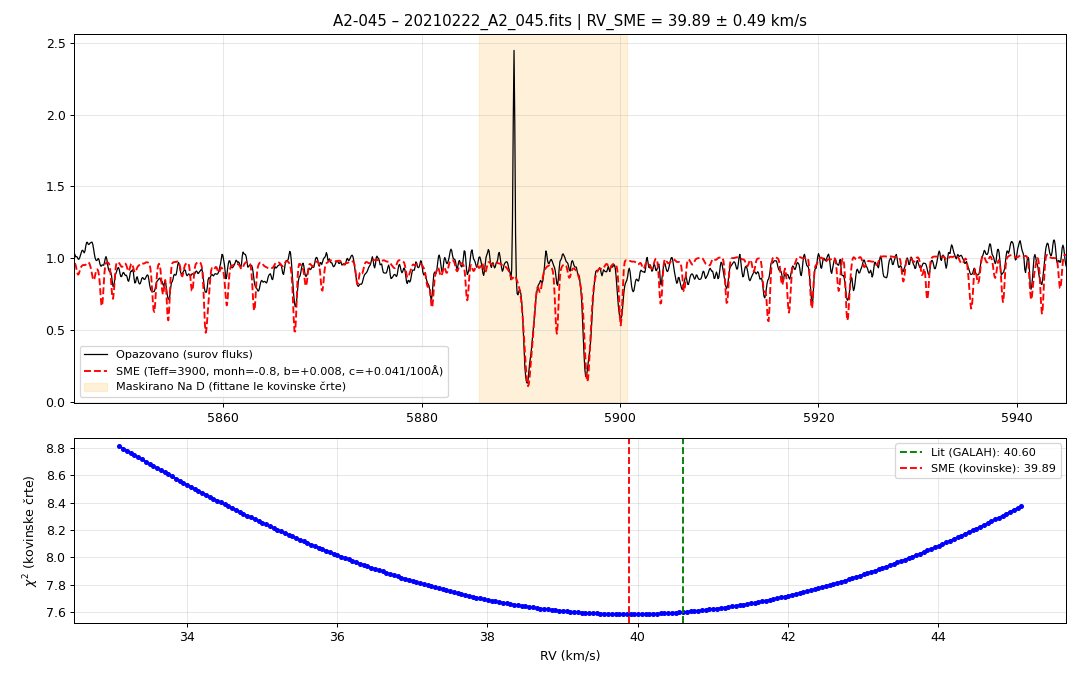 A2-045 – 20210222_A2_045.fits | RV_SME = 39.89 ± 0.49 km/s
2.5
2.0
1.5
1.0
0.5
0.0
Opazovano (surov fluks)
SME (Teff=3900, monh=-0.8, b=+0.008, c=+0.041/100Å)
Maskirano Na D (fittane le kovinske črte)
5860 5880 5900 5920 5940
8.8
8.6
8.4
8.2
8.0
7.8
7.6
χ² (kovinske črte)
Lit (GALAH): 40.60
SME (kovinske): 39.89
34 36 38 40 42 44
RV (km/s)